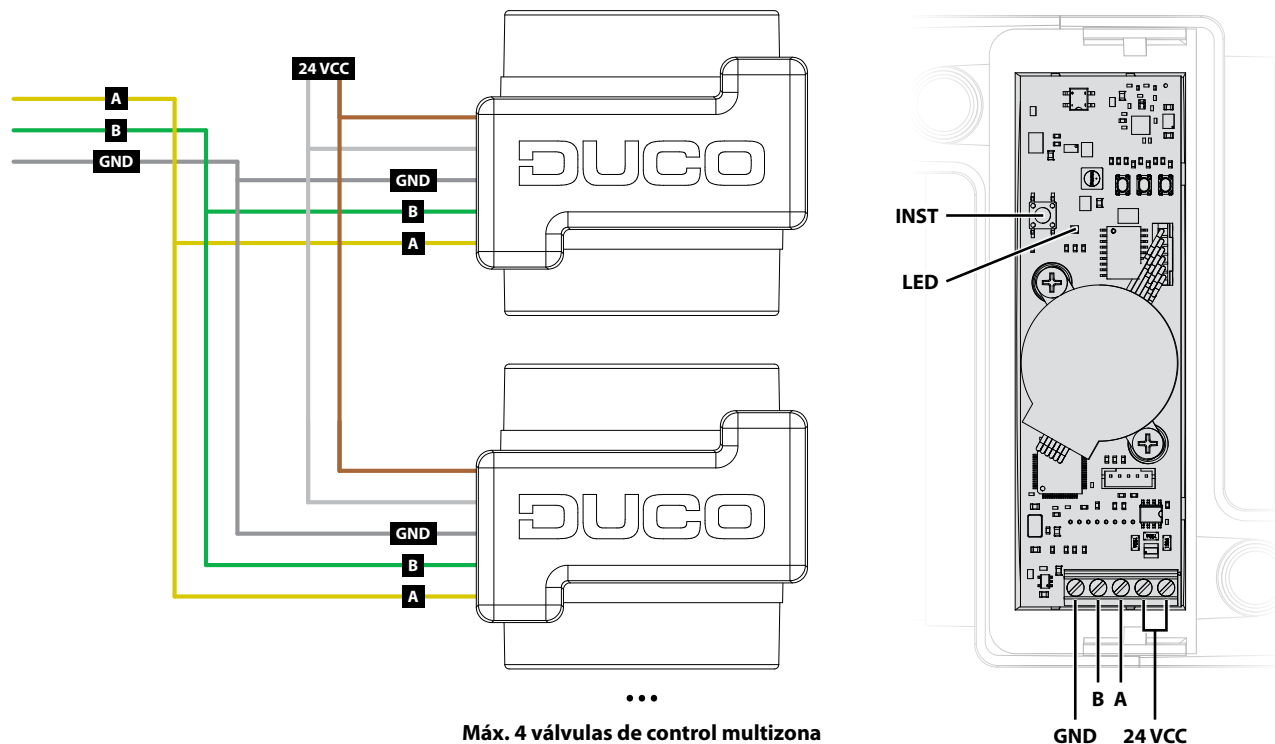 24 VCC
A
B
GND
DUCO
GND
B
A
DUCO
GND
B
A
...
Máx. 4 válvulas de control multizona
INST
LED
B A
GND 24 VCC